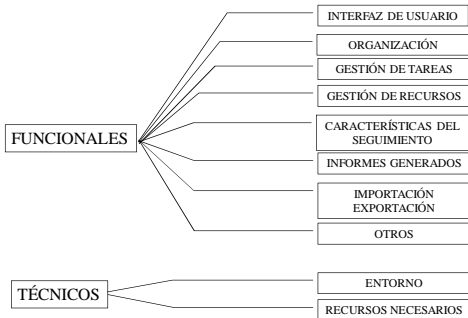 INTERFAZ DE USUARIO
ORGANIZACIÓN
GESTIÓN DE TAREAS
GESTIÓN DE RECURSOS
FUNCIONALES
CARACTERÍSTICAS DEL
SEGUIMIENTO
INFORMES GENERADOS
IMPORTACIÓN
EXPORTACIÓN
OTROS
TÉCNICOS
ENTORNO
RECURSOS NECESARIOS